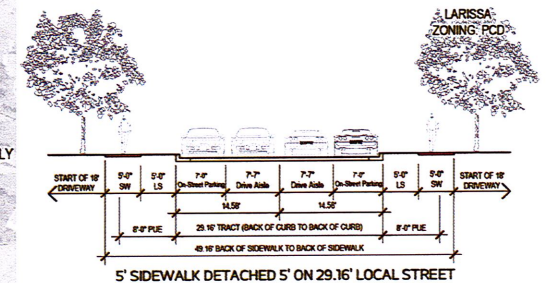 LARISSA
ZONING: PCD
LY
START OF 18'
DRIVEWAY
5'-0"
SW
5'-0"
LS
7'-0"
On-Street Parking
7'-7"
Drive Aisle
7'-7"
Drive Aisle
7'-0"
On-Street Parking
5'-0"
LS
5'-0"
SW
START OF 18'
DRIVEWAY
14.58'
14.58'
8'-0" PUE
29.16' TRACT (BACK OF CURB TO BACK OF CURB)
8'-0" PUE
49.16' BACK OF SIDEWALK TO BACK OF SIDEWALK
5' SIDEWALK DETACHED 5' ON 29.16' LOCAL STREET